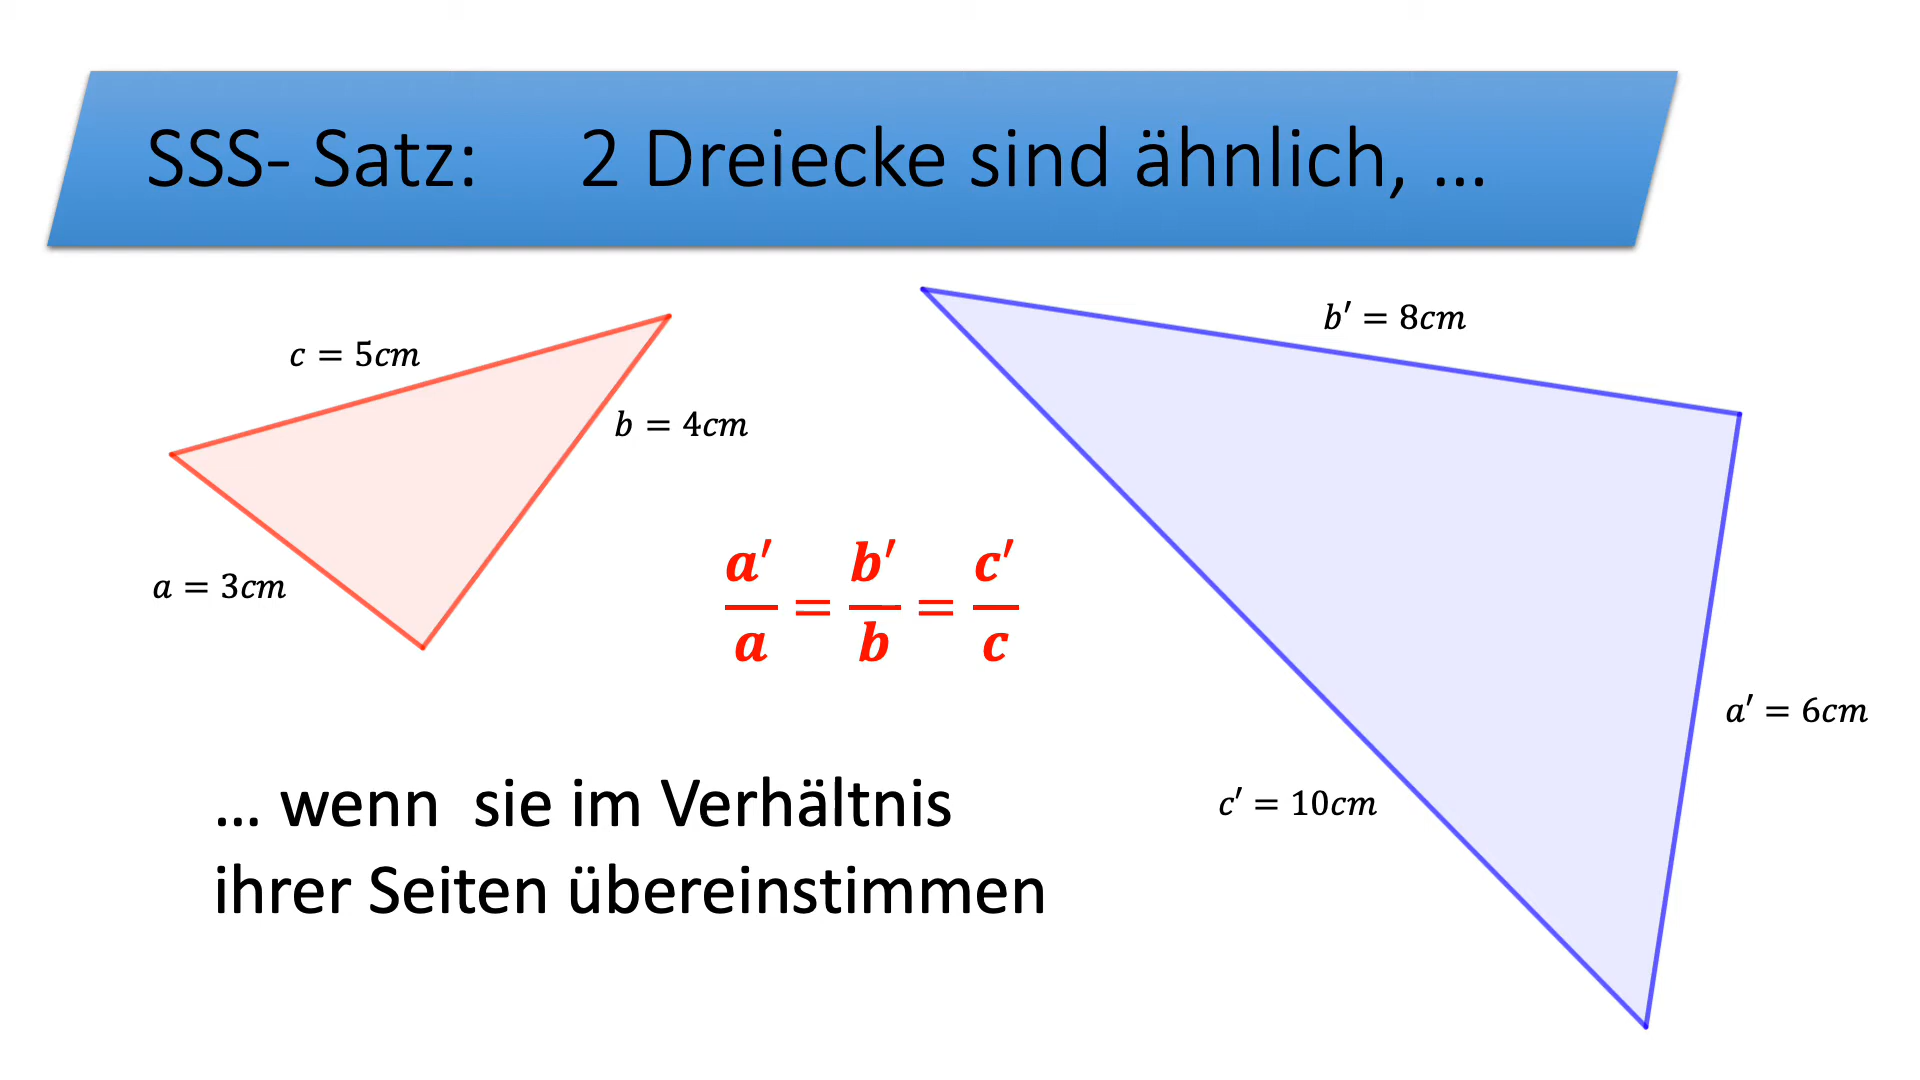 SSS- Satz: 2 Dreiecke sind ähnlich, ...
c = 5cm
b = 4cm
a = 3cm
b′ = 8cm
a′ = 6cm
c′ = 10cm
a′/a = b′/b = c′/c
... wenn sie im Verhältnis
ihrer Seiten übereinstimmen